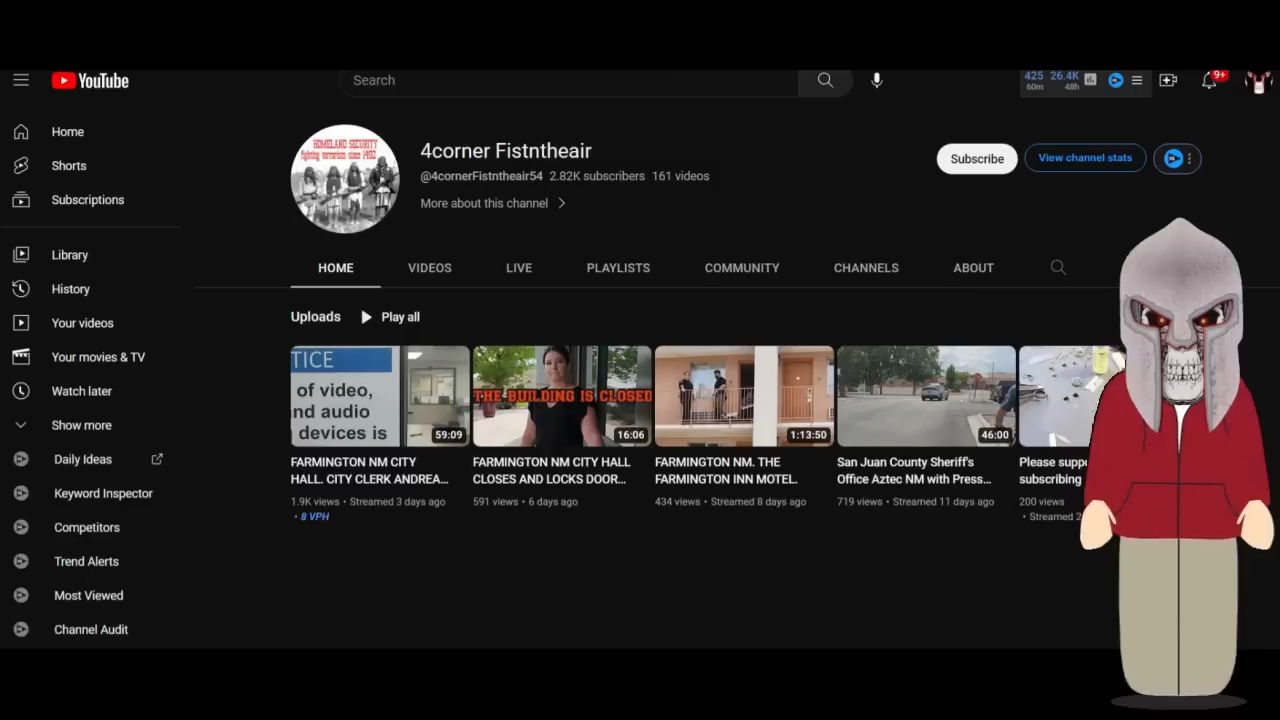 YouTube
Search
425 26.4K
60m 48h
9+
Home
Shorts
Subscriptions
Library
History
Your videos
Your movies & TV
Watch later
Show more
Daily Ideas
Keyword Inspector
Competitors
Trend Alerts
Most Viewed
Channel Audit
HOMELAND SECURITY
fighting terrorism since 1492
4corner Fistntheair
@4cornerFistntheair54 2.82K subscribers 161 videos
More about this channel
Subscribe
View channel stats
HOME VIDEOS LIVE PLAYLISTS COMMUNITY CHANNELS ABOUT
Uploads Play all
TICE
of video,
nd audio
devices is
59:09
THE BUILDING IS CLOSED
16:06
1:13:50
46:00
FARMINGTON NM CITY
HALL. CITY CLERK ANDREA...
1.9K views • Streamed 3 days ago
• 8 VPH
FARMINGTON NM CITY HALL
CLOSES AND LOCKS DOOR...
591 views • 6 days ago
FARMINGTON NM. THE
FARMINGTON INN MOTEL.
434 views • Streamed 8 days ago
San Juan County Sheriff's
Office Aztec NM with Press...
719 views • Streamed 11 days ago
Please supp
subscribing
200 views
• Streamed 2